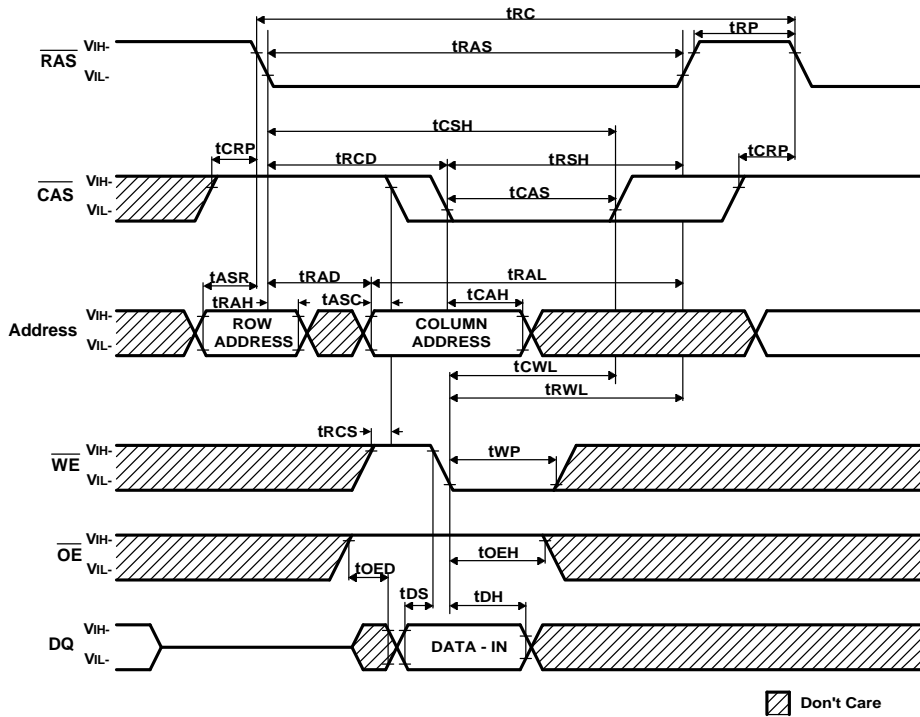 tRC
tRP
VIH-
RAS
VIL-
tRAS
tCSH
tCRP
tRCD
tRSH
tCRP
VIH-
CAS
VIL-
tCAS
tASR
tRAD
tRAL
tRAH
tASC
tCAH
VIH-
Address
VIL-
ROW
ADDRESS
COLUMN
ADDRESS
tCWL
tRWL
tRCS
VIH-
WE
VIL-
tWP
VIH-
OE
VIL-
tOEH
tOED
tDS
tDH
VIH-
DQ
VIL-
DATA - IN
Don't Care